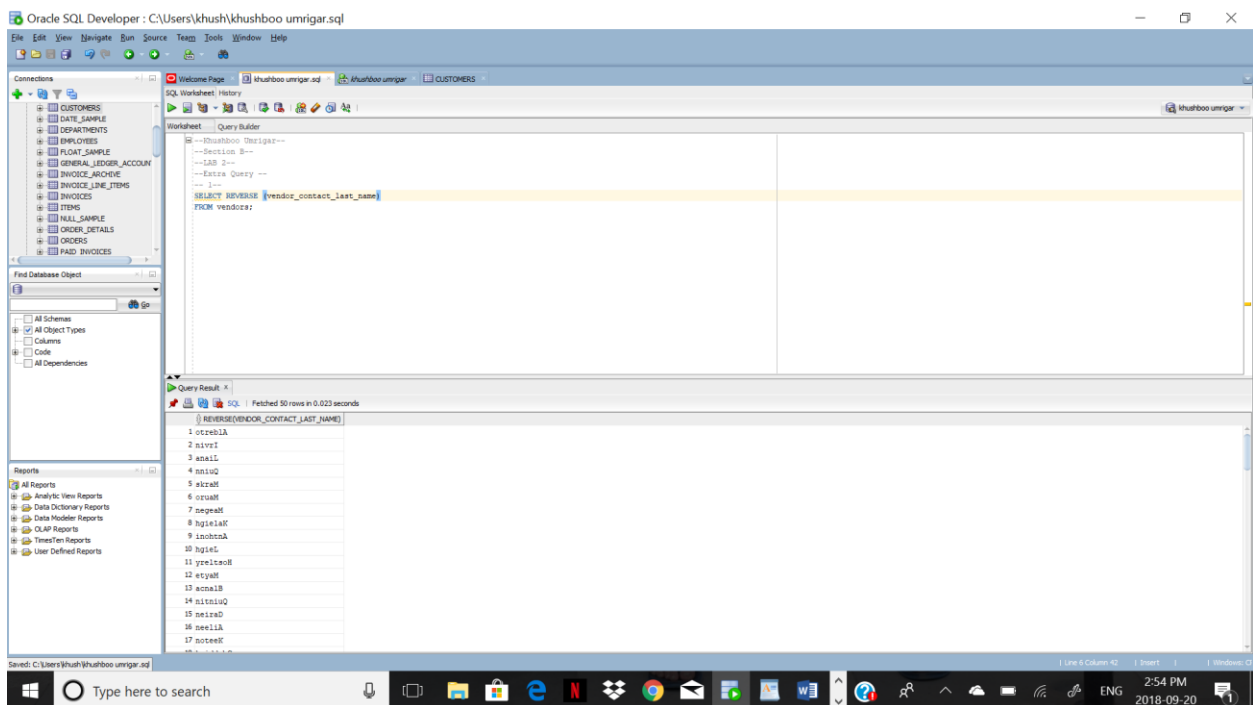 Oracle SQL Developer : C:\Users\khush\khushboo umrigar.sql
File Edit View Navigate Run Source Team Tools Window Help
Connections
CUSTOMERS
DATE_SAMPLE
DEPARTMENTS
EMPLOYEES
FLOAT_SAMPLE
GENERAL_LEDGER_ACCOUN
INVOICE_ARCHIVE
INVOICE_LINE_ITEMS
INVOICES
ITEMS
NULL_SAMPLE
ORDER_DETAILS
ORDERS
PAID_INVOICES
Find Database Object
Go
All Schemas
All Object Types
Columns
Code
All Dependencies
Reports
All Reports
Analytic View Reports
Data Dictionary Reports
Data Modeler Reports
OLAP Reports
TimesTen Reports
User Defined Reports
Welcome Page khushboo umrigar.sql khushboo umrigar CUSTOMERS
SQL Worksheet History
khushboo umrigar
Worksheet Query Builder
--Khushboo Umrigar--
--Section B--
--LAB 2--
--Extra Query --
-- 1--
SELECT REVERSE (vendor_contact_last_name)
FROM vendors;
Query Result
SQL | Fetched 50 rows in 0.023 seconds
REVERSE(VENDOR_CONTACT_LAST_NAME)
1 otreblA
2 nivrI
3 anaiL
4 nniuQ
5 skraM
6 oruaM
7 negeaM
8 hgielaK
9 inohtnA
10 hgieL
11 yreltsoH
12 etyaM
13 acnalB
14 nitniuQ
15 neiraD
16 neeliA
17 noteeK
Saved: C:\Users\khush\khushboo umrigar.sql
Line 6 Column 42 | Insert | Windows: C
Type here to search
ENG
2:54 PM
2018-09-20